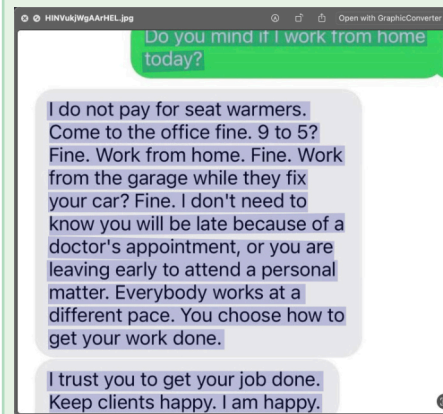 HINVukjWgAArHEL.jpg
Open with GraphicConverter
Do you mind if I work from home
today?
I do not pay for seat warmers.
Come to the office fine. 9 to 5?
Fine. Work from home. Fine. Work
from the garage while they fix
your car? Fine. I don't need to
know you will be late because of a
doctor's appointment, or you are
leaving early to attend a personal
matter. Everybody works at a
different pace. You choose how to
get your work done.
I trust you to get your job done.
Keep clients happy. I am happy.